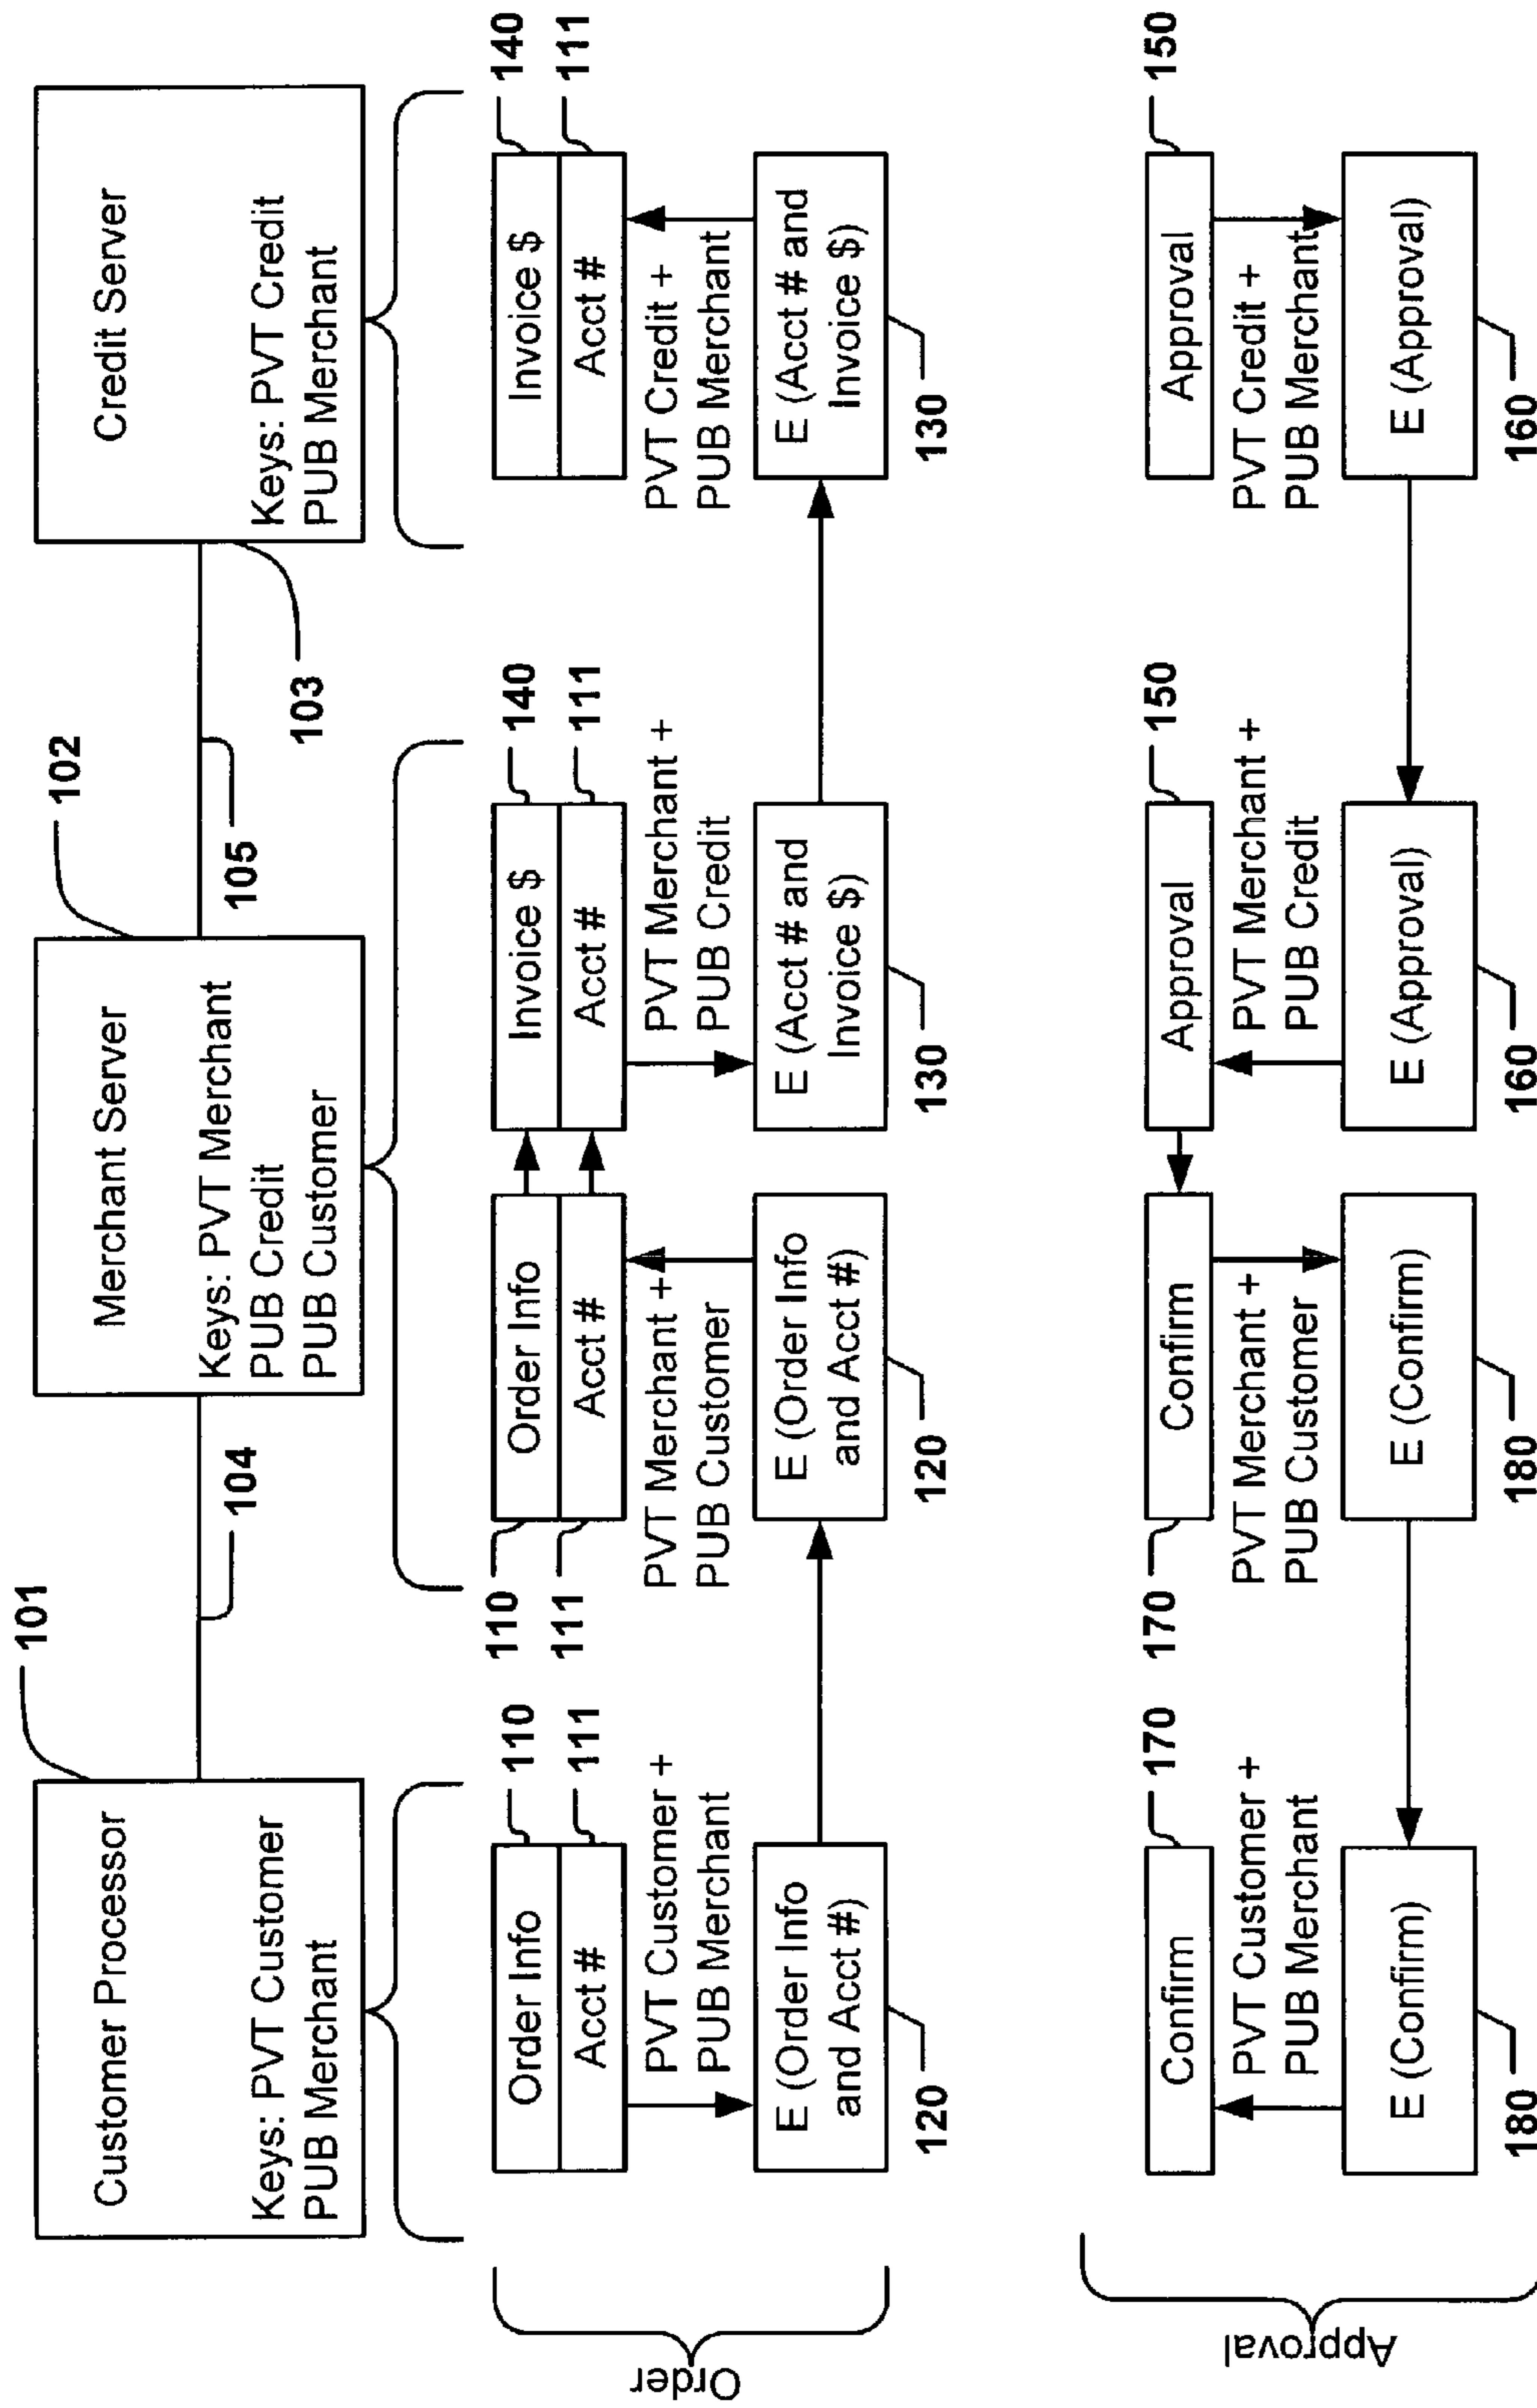 101
102
Customer Processor
Keys: PVT Customer
PUB Merchant
104
Merchant Server
Keys: PVT Merchant
PUB Credit
PUB Customer
105
103
Credit Server
Keys: PVT Credit
PUB Merchant
Order
Order Info
110
Acct #
111
PVT Customer +
PUB Merchant
E (Order Info
and Acct #)
120
110
Order Info
111
Acct #
PVT Merchant +
PUB Customer
E (Order Info
and Acct #)
120
Invoice $
140
Acct #
111
PVT Merchant +
PUB Credit
E (Acct # and
Invoice $)
130
Invoice $
140
Acct #
111
PVT Credit +
PUB Merchant
E (Acct # and
Invoice $)
130
Approval
Confirm
170
PVT Customer +
PUB Merchant
E (Confirm)
180
170
Confirm
PVT Merchant +
PUB Customer
E (Confirm)
180
Approval
150
PVT Merchant +
PUB Credit
E (Approval)
160
Approval
150
PVT Credit +
PUB Merchant
E (Approval)
160